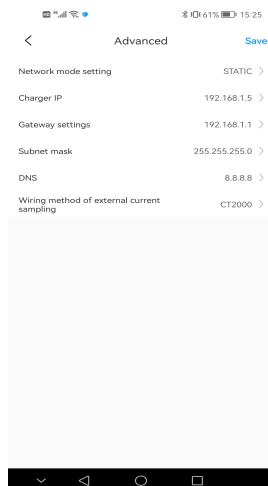 61% 15:25
Advanced Save
Network mode setting STATIC
Charger IP 192.168.1.5
Gateway settings 192.168.1.1
Subnet mask 255.255.255.0
DNS 8.8.8.8
Wiring method of external current
sampling CT2000